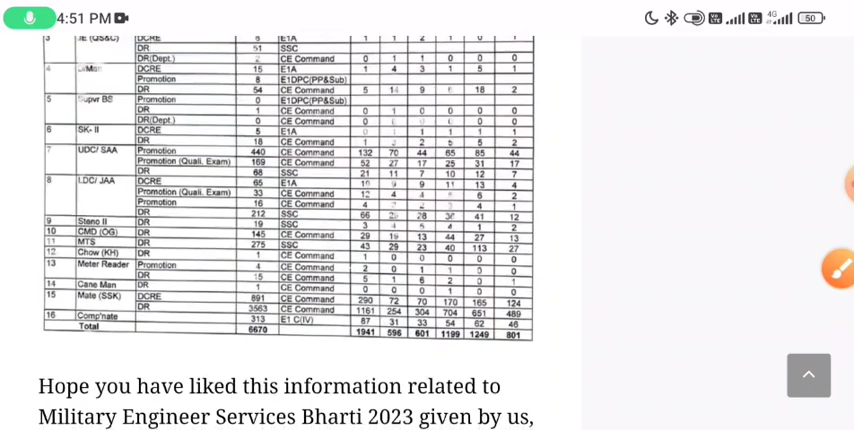 4:51 PM
4G
50
3 JE (QS&C) DCRE 8 E1A 1 1 2 1 0 1
DR 51 SSC
DR(Dept.) 2 CE Command 0 1 1 0 0 0
4 DCRE 15 E1A 1 4 3 1 5 1
Promotion 8 E1DPC(PP&Sub)
DR 54 CE Command 5 14 9 6 18 2
5 Supvr BS Promotion 0 E1DPC(PP&Sub)
DR 1 CE Command 0 1 0 0 0 0
DR(Dept.) 0 CE Command 0 0 0 0 0
6 SK- II DCRE 5 E1A 0 1 1 1 1 1
DR 18 CE Command 1 5 5 2
7 UDC/ SAA Promotion 440 CE Command 132 70 44 65 85 44
Promotion (Quali. Exam) 169 CE Command 52 27 17 25 31 17
DR 68 SSC 21 11 7 10 12 7
8 LDC/ JAA DCRE 65 E1A 19 9 9 11 13 4
Promotion (Quali. Exam) 33 CE Command 12 4 4 6 2
Promotion 16 CE Command 4 4 1
DR 212 SSC 66 28 41 12
9 Steno II DR 19 SSC 3 4 5 4 1 2
10 CMD (OG) DR 145 CE Command 29 19 13 44 27 13
11 MTS DR 275 SSC 43 29 23 40 113 27
12 Chow (KH) DR 1 CE Command 1 0 0 0 0 0
13 Meter Reader Promotion 4 CE Command 2 0 1 1 0 0
DR 15 CE Command 5 1 6 2 0 1
14 Cane Man DR 1 CE Command 0 0 0 1 0 0
15 Mate (SSK) DCRE 891 CE Command 290 72 70 170 165 124
DR 3563 CE Command 1161 254 304 704 651 489
16 Comp'nate 313 E1 C(IV) 87 31 33 54 62 46
Total 6670 1941 596 601 1199 1249 801
Hope you have liked this information related to
Military Engineer Services Bharti 2023 given by us,